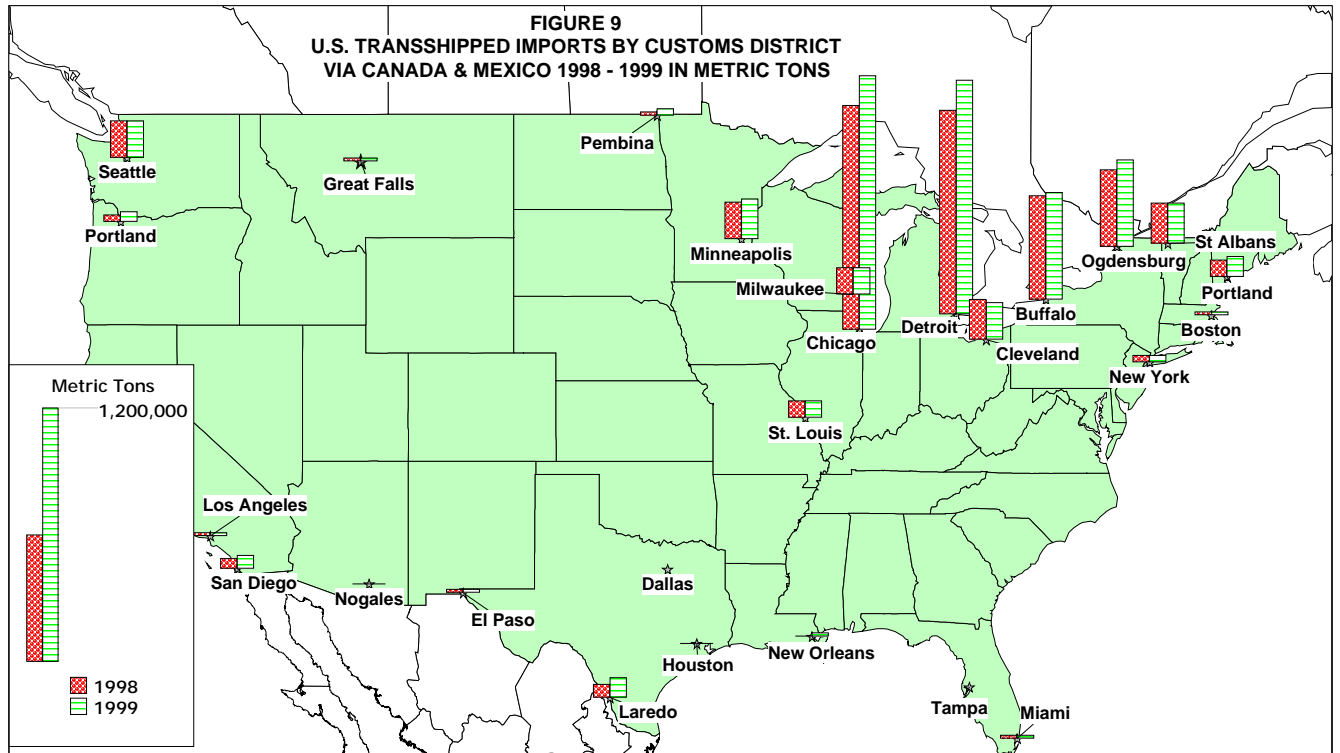 FIGURE 9
U.S. TRANSSHIPPED IMPORTS BY CUSTOMS DISTRICT
VIA CANADA & MEXICO 1998 - 1999 IN METRIC TONS
Pembina
Seattle
Great Falls
Portland
Minneapolis
Milwaukee
Chicago
Detroit
Cleveland
Buffalo
Ogdensburg
St Albans
Portland
Boston
New York
St. Louis
Metric Tons
1,200,000
1998
1999
Los Angeles
San Diego
Nogales
El Paso
Dallas
Houston
New Orleans
Laredo
Tampa
Miami